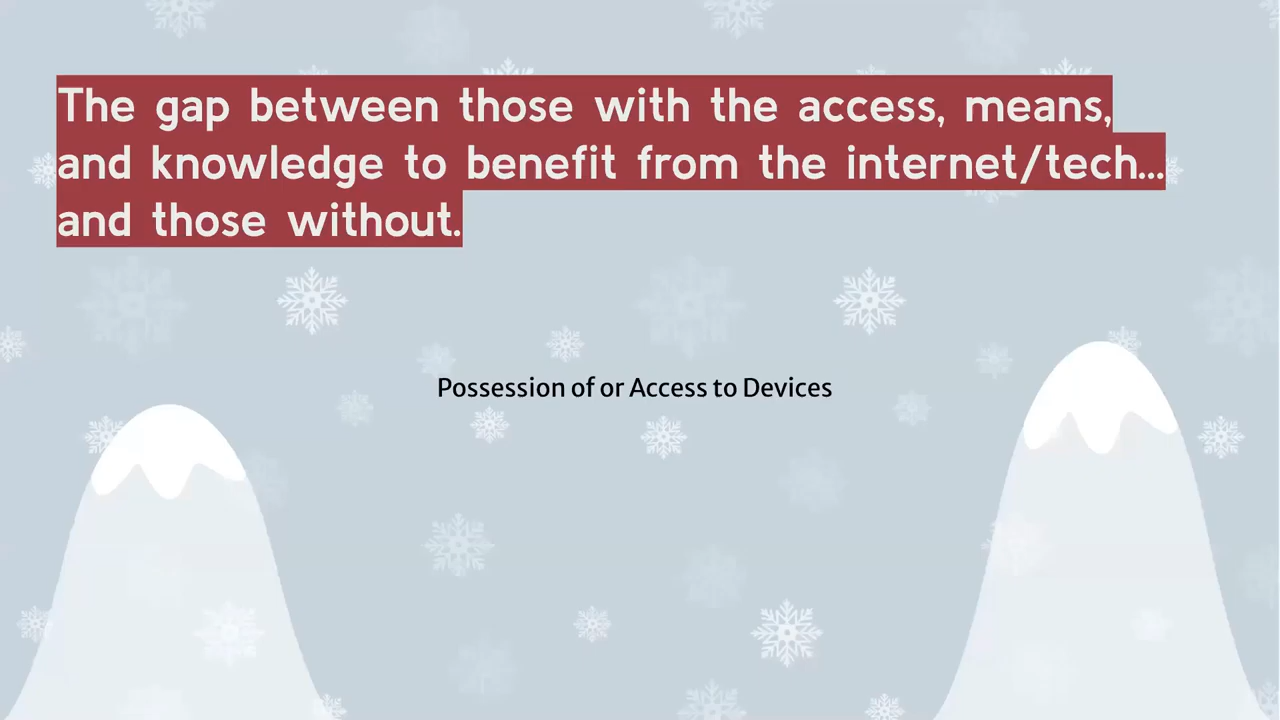 The gap between those with the access, means,
and knowledge to benefit from the internet/tech...
and those without.
Possession of or Access to Devices